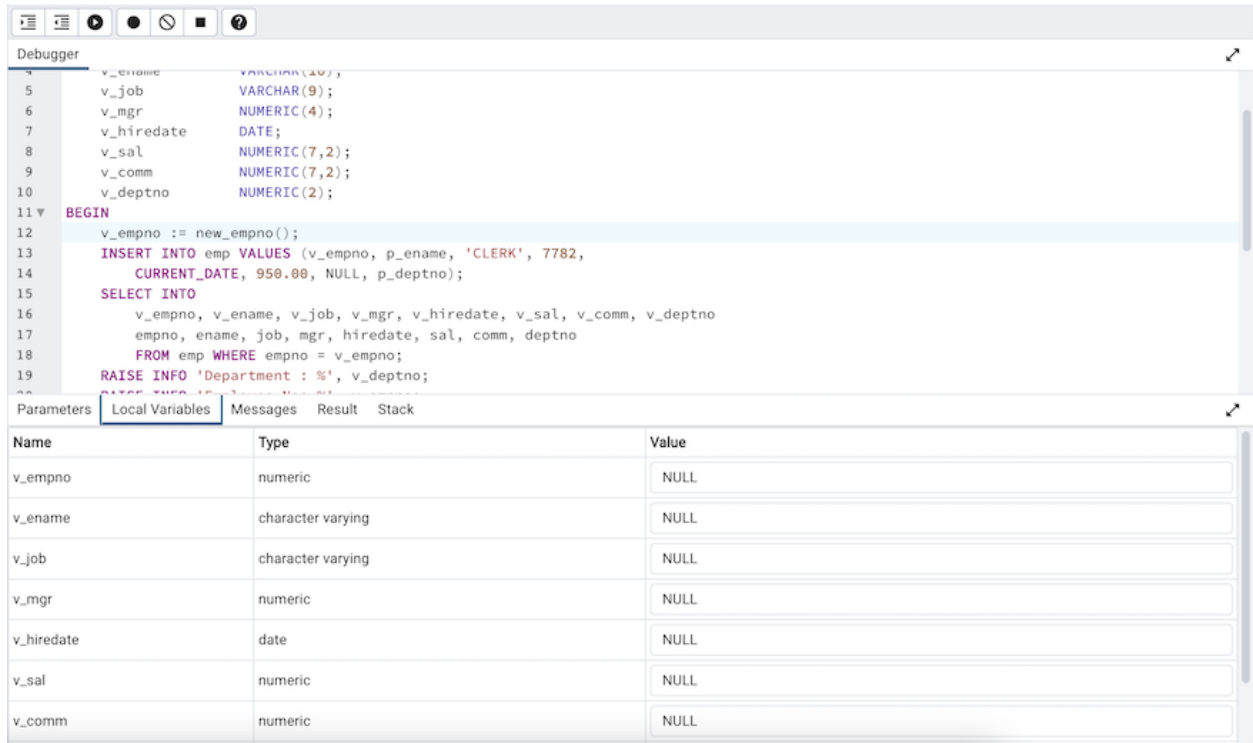 Debugger
4 v_ename VARCHAR(10);
5 v_job VARCHAR(9);
6 v_mgr NUMERIC(4);
7 v_hiredate DATE;
8 v_sal NUMERIC(7,2);
9 v_comm NUMERIC(7,2);
10 v_deptno NUMERIC(2);
11 BEGIN
12 v_empno := new_empno();
13 INSERT INTO emp VALUES (v_empno, p_ename, 'CLERK', 7782,
14 CURRENT_DATE, 950.00, NULL, p_deptno);
15 SELECT INTO
16 v_empno, v_ename, v_job, v_mgr, v_hiredate, v_sal, v_comm, v_deptno
17 empno, ename, job, mgr, hiredate, sal, comm, deptno
18 FROM emp WHERE empno = v_empno;
19 RAISE INFO 'Department : %', v_deptno;
Parameters Local Variables Messages Result Stack
Name Type Value
v_empno numeric NULL
v_ename character varying NULL
v_job character varying NULL
v_mgr numeric NULL
v_hiredate date NULL
v_sal numeric NULL
v_comm numeric NULL